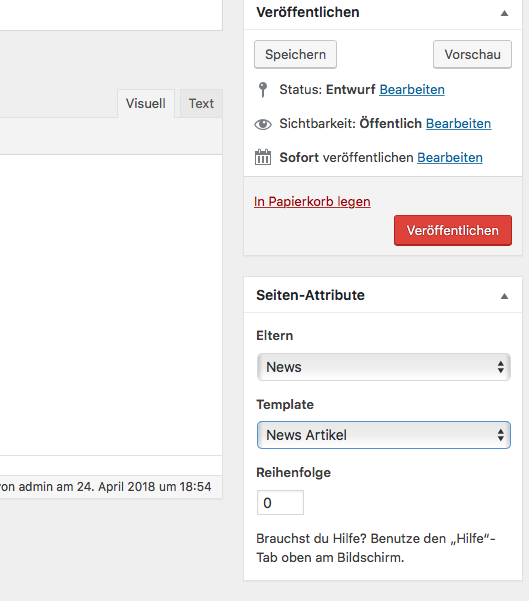 Veröffentlichen
Speichern Vorschau
Status: Entwurf Bearbeiten
Visuell Text
Sichtbarkeit: Öffentlich Bearbeiten
Sofort veröffentlichen Bearbeiten
In Papierkorb legen
Veröffentlichen
Seiten-Attribute
Eltern
News
Template
News Artikel
Reihenfolge
0
on admin am 24. April 2018 um 18:54
Brauchst du Hilfe? Benutze den „Hilfe“-
Tab oben am Bildschirm.